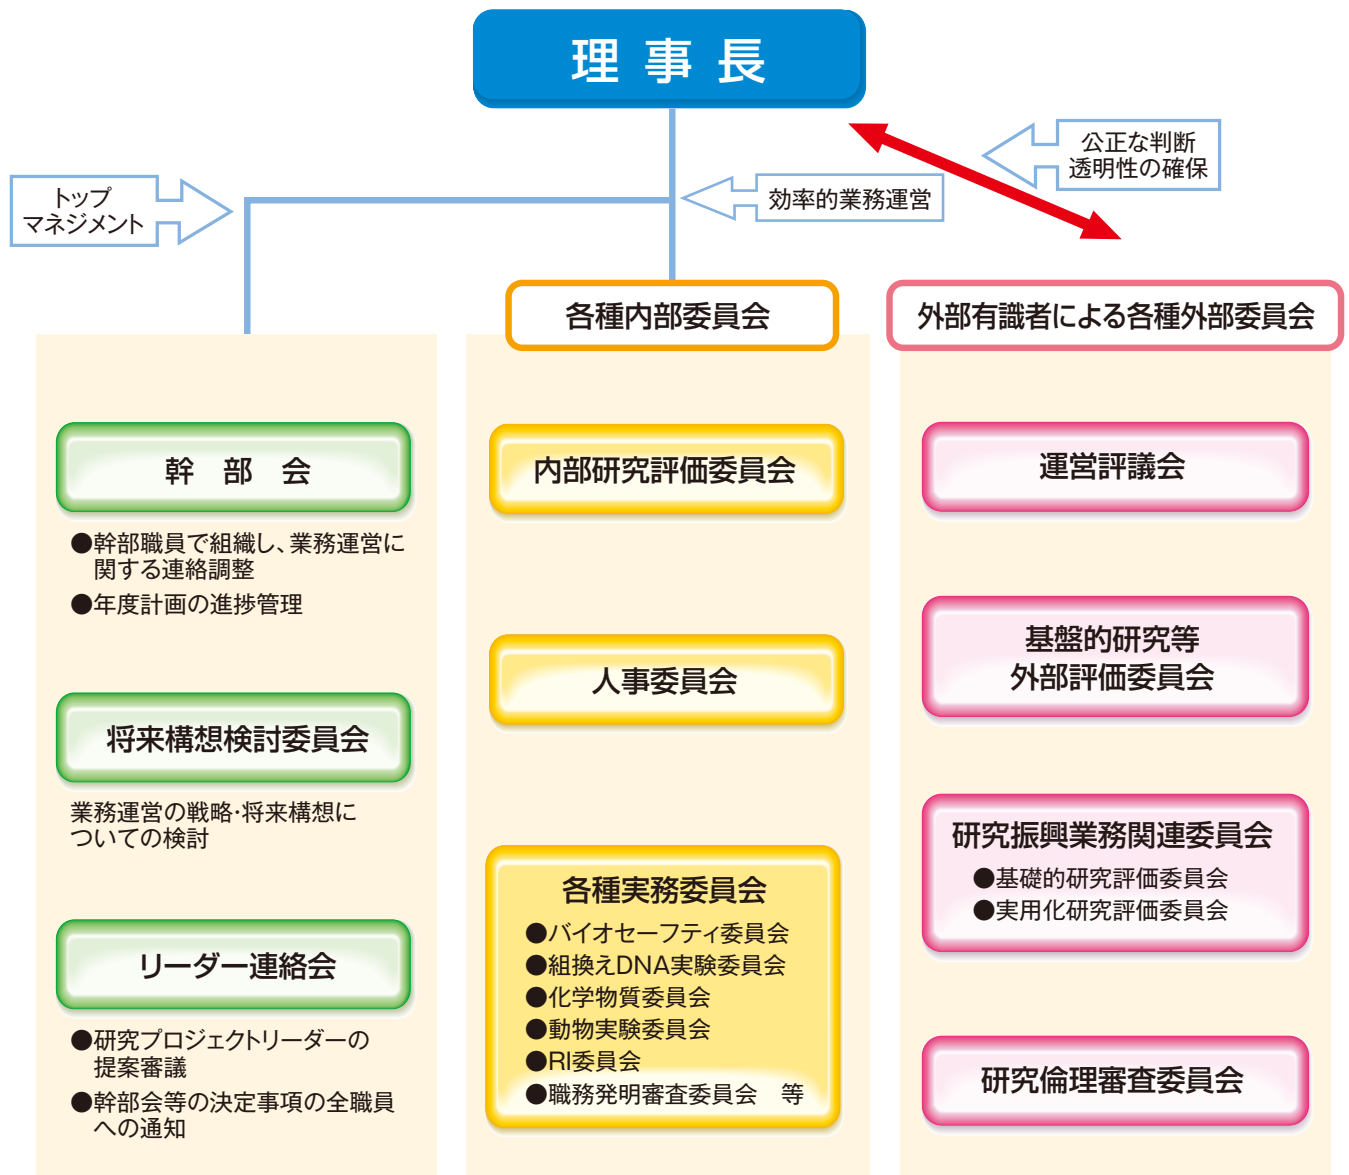 理事長
公正な判断
透明性の確保
トップ
マネジメント
効率的業務運営
各種内部委員会
外部有識者による各種外部委員会
幹部会
●幹部職員で組織し、業務運営に
関する連絡調整
●年度計画の進捗管理
将来構想検討委員会
業務運営の戦略・将来構想に
ついての検討
リーダー連絡会
●研究プロジェクトリーダーの
提案審議
●幹部会等の決定事項の全職員
への通知
内部研究評価委員会
人事委員会
各種実務委員会
●バイオセーフティ委員会
●組換えDNA実験委員会
●化学物質委員会
●動物実験委員会
●RI委員会
●職務発明審査委員会　等
運営評議会
基盤的研究等
外部評価委員会
研究振興業務関連委員会
●基礎的研究評価委員会
●実用化研究評価委員会
研究倫理審査委員会